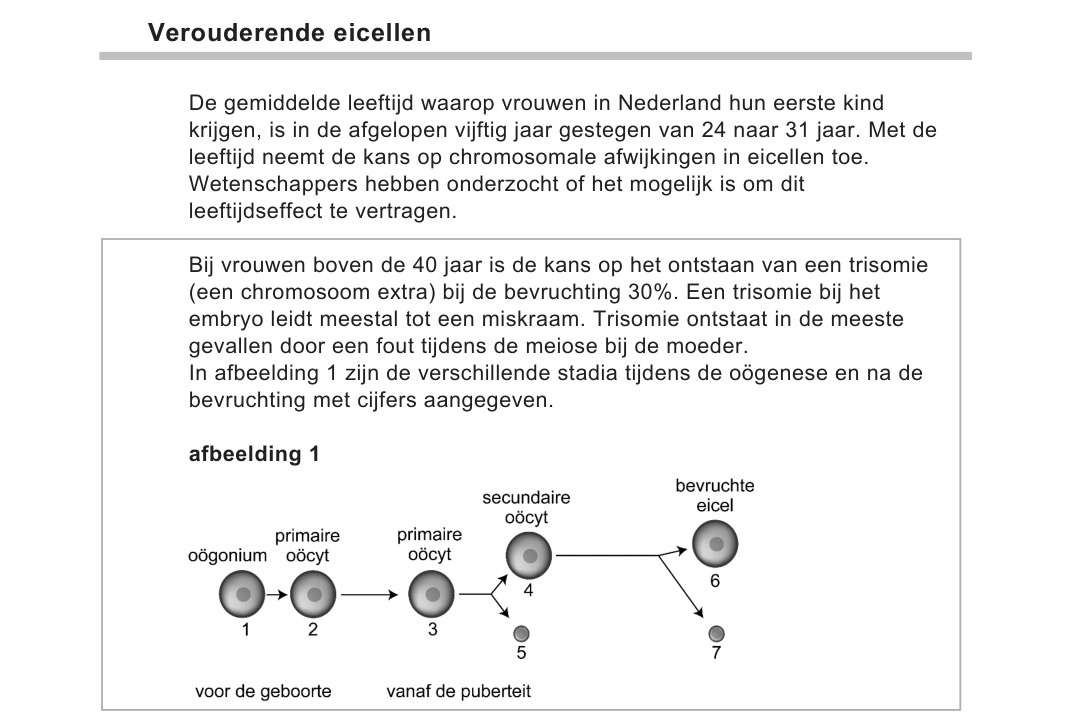 Verouderende eicellen
De gemiddelde leeftijd waarop vrouwen in Nederland hun eerste kind
krijgen, is in de afgelopen vijftig jaar gestegen van 24 naar 31 jaar. Met de
leeftijd neemt de kans op chromosomale afwijkingen in eicellen toe.
Wetenschappers hebben onderzocht of het mogelijk is om dit
leeftijdseffect te vertragen.
Bij vrouwen boven de 40 jaar is de kans op het ontstaan van een trisomie
(een chromosoom extra) bij de bevruchting 30%. Een trisomie bij het
embryo leidt meestal tot een miskraam. Trisomie ontstaat in de meeste
gevallen door een fout tijdens de meiose bij de moeder.
In afbeelding 1 zijn de verschillende stadia tijdens de oögenese en na de
bevruchting met cijfers aangegeven.
afbeelding 1
oögonium
primaire
oöcyt
primaire
oöcyt
secundaire
oöcyt
bevruchte
eicel
1
2
3
4
5
6
7
voor de geboorte
vanaf de puberteit